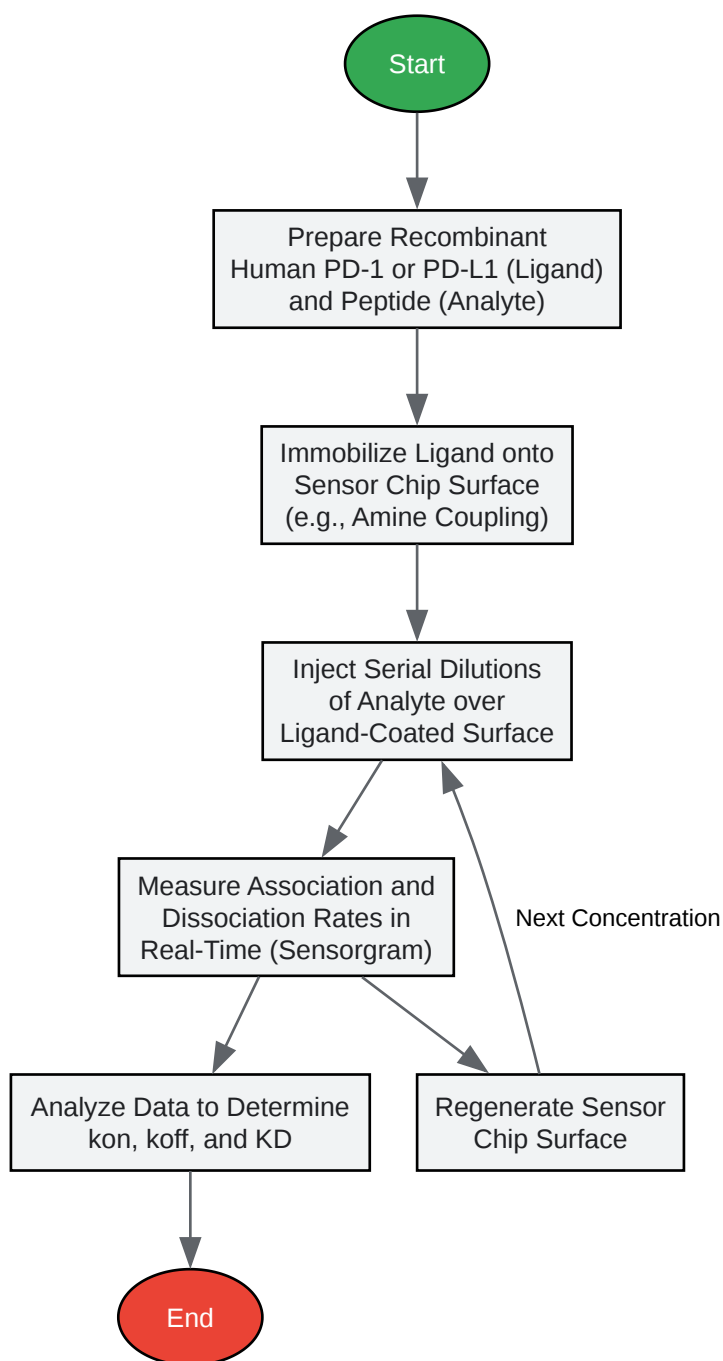 Start
Prepare Recombinant
Human PD-1 or PD-L1 (Ligand)
and Peptide (Analyte)
Immobilize Ligand onto
Sensor Chip Surface
(e.g., Amine Coupling)
Inject Serial Dilutions
of Analyte over
Ligand-Coated Surface
Measure Association and
Dissociation Rates in
Real-Time (Sensorgram)
Next Concentration
Analyze Data to Determine
kon, koff, and KD
Regenerate Sensor
Chip Surface
End